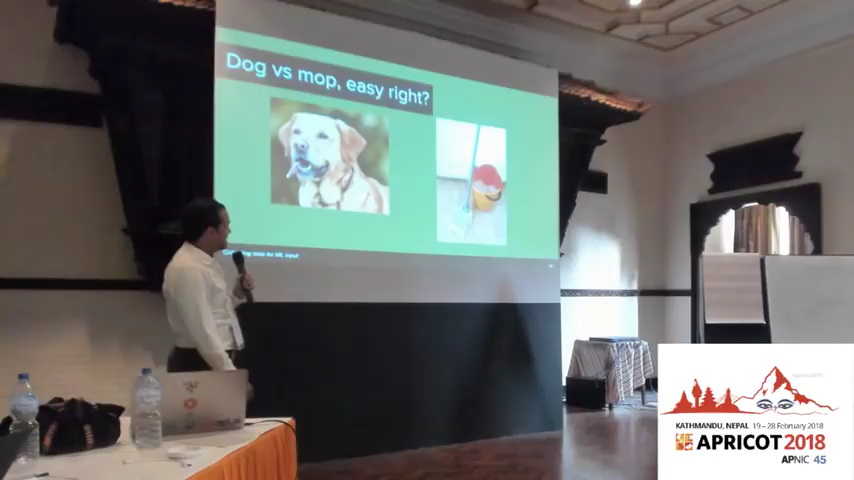 Dog vs mop, easy right?
KATHMANDU, NEPAL 19 – 28 February 2018
APRICOT 2018
APNIC 45